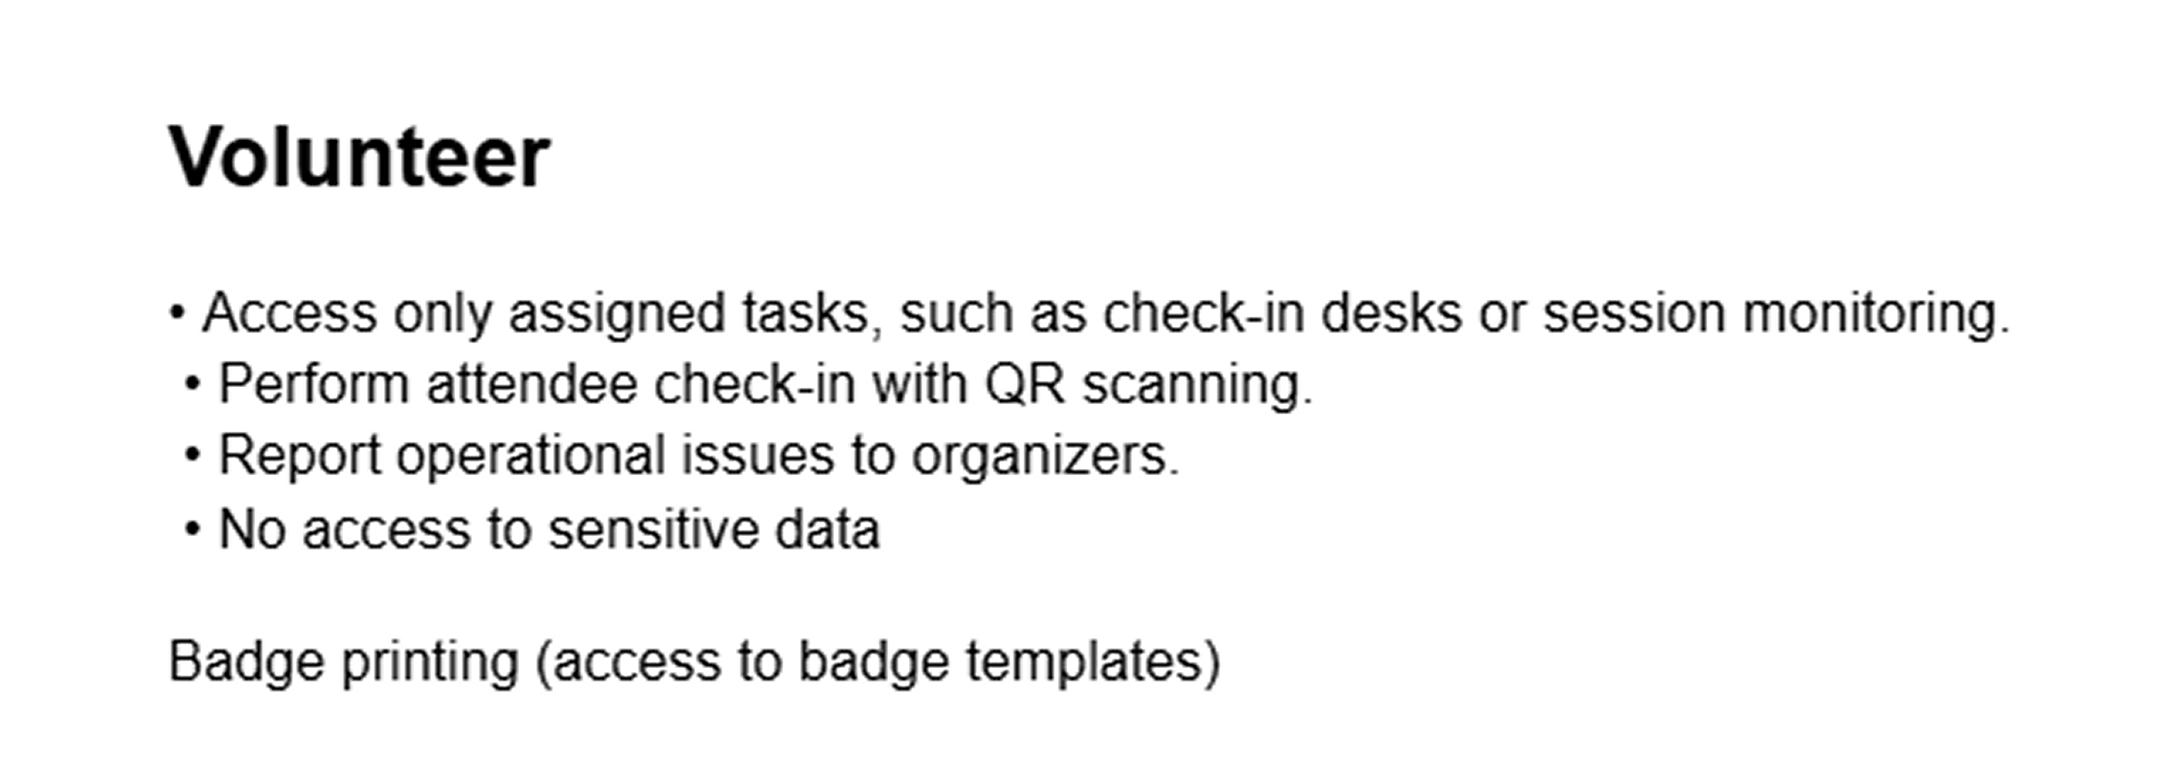 Volunteer
• Access only assigned tasks, such as check-in desks or session monitoring.
• Perform attendee check-in with QR scanning.
• Report operational issues to organizers.
• No access to sensitive data
Badge printing (access to badge templates)